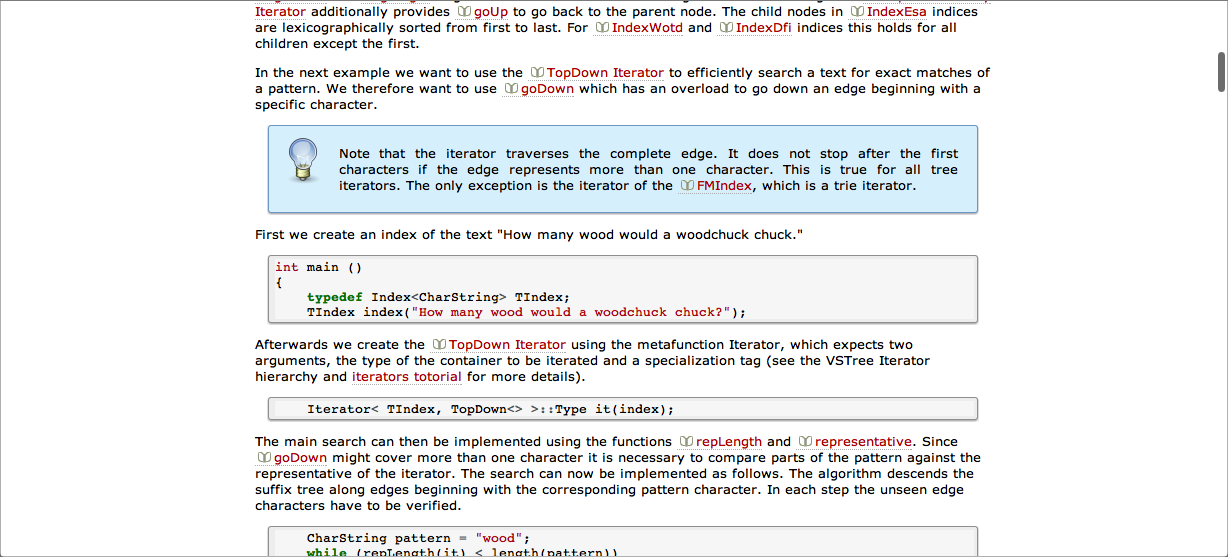 Iterator additionally provides goUp to go back to the parent node. The child nodes in IndexEsa indices
are lexicographically sorted from first to last. For IndexWotd and IndexDfi indices this holds for all
children except the first.
In the next example we want to use the TopDown Iterator to efficiently search a text for exact matches of
a pattern. We therefore want to use goDown which has an overload to go down an edge beginning with a
specific character.
Note that the iterator traverses the complete edge. It does not stop after the first
characters if the edge represents more than one character. This is true for all tree
iterators. The only exception is the iterator of the FMIndex, which is a trie iterator.
First we create an index of the text "How many wood would a woodchuck chuck."
int main ()
{
typedef Index<CharString> TIndex;
TIndex index("How many wood would a woodchuck chuck?");
Afterwards we create the TopDown Iterator using the metafunction Iterator, which expects two
arguments, the type of the container to be iterated and a specialization tag (see the VSTree Iterator
hierarchy and iterators totorial for more details).
Iterator< TIndex, TopDown<> >::Type it(index);
The main search can then be implemented using the functions repLength and representative. Since
goDown might cover more than one character it is necessary to compare parts of the pattern against the
representative of the iterator. The search can now be implemented as follows. The algorithm descends the
suffix tree along edges beginning with the corresponding pattern character. In each step the unseen edge
characters have to be verified.
CharString pattern = "wood";
while (repLength(it) < length(pattern))